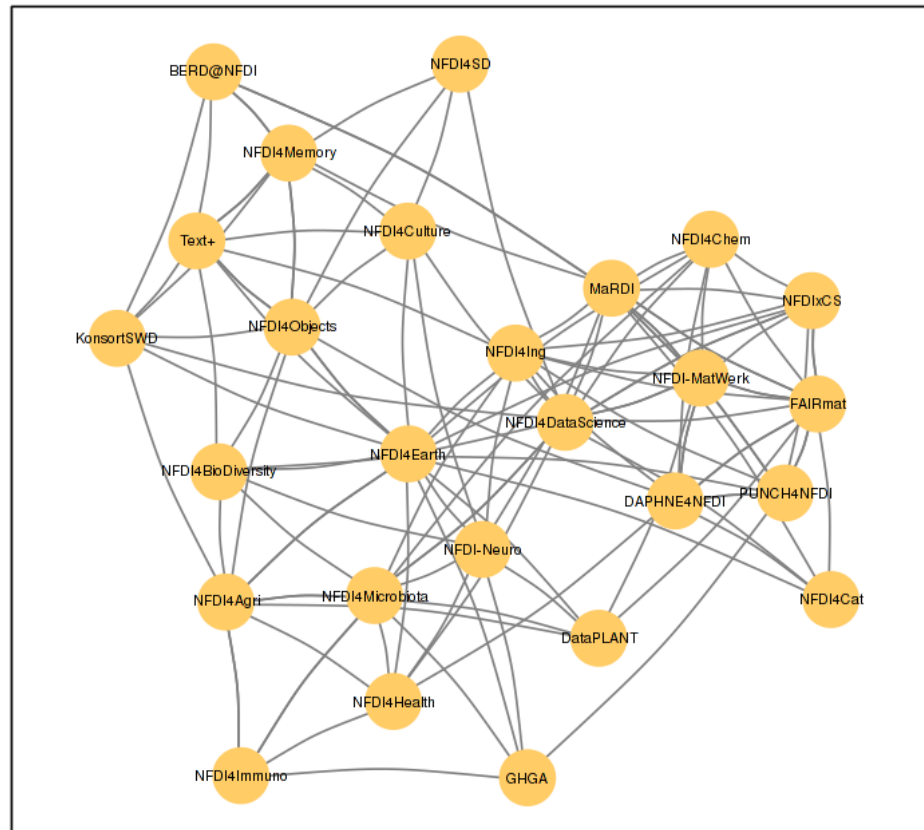 NFDI4SD
BERD@NFDI
NFDI4Memory
NFDI4Culture
Text+
NFDI4Chem
MaRDI
NFDIxCS
NFDI4Objects
KonsortSWD
NFDI4Ing
NFDI-MatWerk
FAIRmat
NFDI4DataScience
NFDI4Earth
NFDI4BioDiversity
PUNCH4NFDI
DAPHNE4NFDI
NFDI-Neuro
NFDI4Microbiota
NFDI4Agri
NFDI4Cat
DataPLANT
NFDI4Health
NFDI4Immuno
GHGA